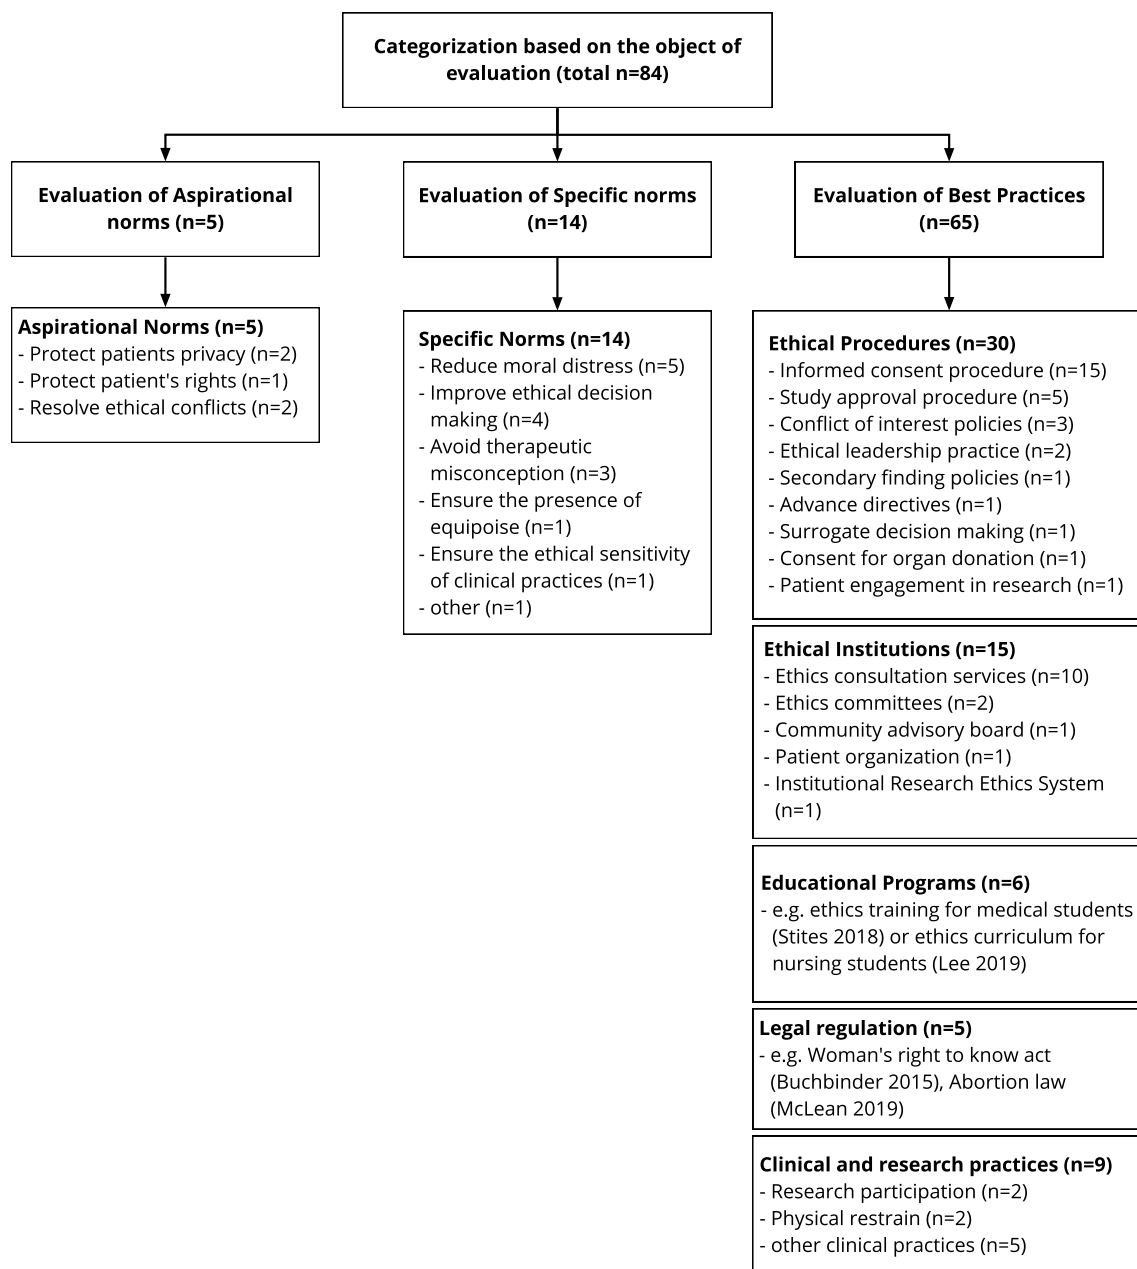 Categorization based on the object of
evaluation (total n=84)
Evaluation of Aspirational
norms (n=5)
Evaluation of Specific norms
(n=14)
Evaluation of Best Practices
(n=65)
Aspirational Norms (n=5)
- Protect patients privacy (n=2)
- Protect patient's rights (n=1)
- Resolve ethical conflicts (n=2)
Specific Norms (n=14)
- Reduce moral distress (n=5)
- Improve ethical decision
making (n=4)
- Avoid therapeutic
misconception (n=3)
- Ensure the presence of
equipoise (n=1)
- Ensure the ethical sensitivity
of clinical practices (n=1)
- other (n=1)
Ethical Procedures (n=30)
- Informed consent procedure (n=15)
- Study approval procedure (n=5)
- Conflict of interest policies (n=3)
- Ethical leadership practice (n=2)
- Secondary finding policies (n=1)
- Advance directives (n=1)
- Surrogate decision making (n=1)
- Consent for organ donation (n=1)
- Patient engagement in research (n=1)
Ethical Institutions (n=15)
- Ethics consultation services (n=10)
- Ethics committees (n=2)
- Community advisory board (n=1)
- Patient organization (n=1)
- Institutional Research Ethics System
(n=1)
Educational Programs (n=6)
- e.g. ethics training for medical students
(Stites 2018) or ethics curriculum for
nursing students (Lee 2019)
Legal regulation (n=5)
- e.g. Woman's right to know act
(Buchbinder 2015), Abortion law
(McLean 2019)
Clinical and research practices (n=9)
- Research participation (n=2)
- Physical restrain (n=2)
- other clinical practices (n=5)